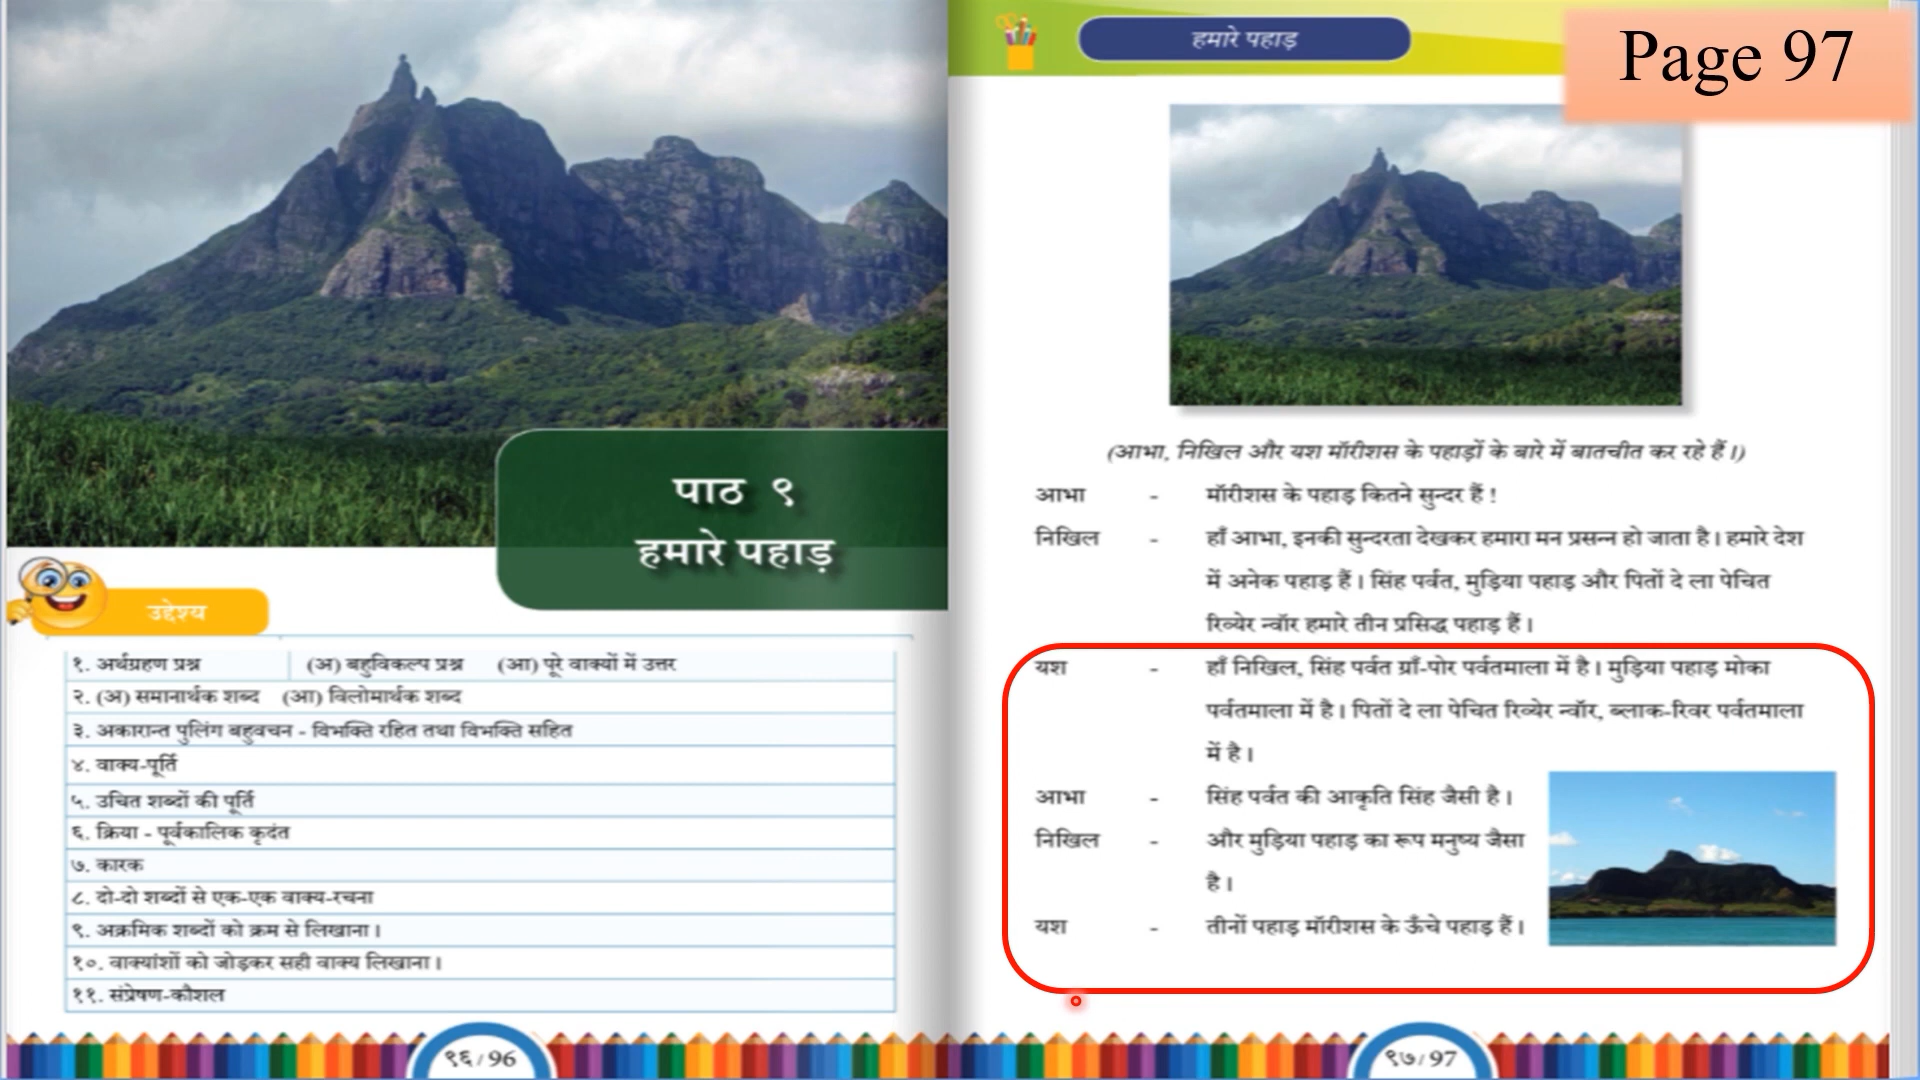 पाठ ९
हमारे पहाड़
उद्देश्य
१. अर्थग्रहण प्रश्न (अ) बहुविकल्प प्रश्न (आ) पूरे वाक्यों में उत्तर
२. (अ) समानार्थक शब्द (आ) विलोमार्थक शब्द
३. अकारान्त पुलिंग बहुवचन - विभक्ति रहित तथा विभक्ति सहित
४. वाक्य-पूर्ति
५. उचित शब्दों की पूर्ति
६. क्रिया - पूर्वकालिक कृदंत
७. कारक
८. दो-दो शब्दों से एक-एक वाक्य-रचना
९. अक्रमिक शब्दों को क्रम से लिखाना।
१०. वाक्यांशों को जोड़कर सही वाक्य लिखाना।
११. संप्रेषण-कौशल
९६/96
हमारे पहाड़
Page 97
(आभा, निखिल और यश मॉरीशस के पहाड़ों के बारे में बातचीत कर रहे हैं।)
आभा - मॉरीशस के पहाड़ कितने सुन्दर हैं !
निखिल - हाँ आभा, इनकी सुन्दरता देखकर हमारा मन प्रसन्न हो जाता है। हमारे देश
में अनेक पहाड़ हैं। सिंह पर्वत, मुड़िया पहाड़ और पितों दे ला पेचित
रिव्येर न्वॉर हमारे तीन प्रसिद्ध पहाड़ हैं।
यश - हाँ निखिल, सिंह पर्वत ग्राँ-पोर पर्वतमाला में है। मुड़िया पहाड़ मोका
पर्वतमाला में है। पितों दे ला पेचित रिव्येर न्वॉर, ब्लाक-रिवर पर्वतमाला
में है।
आभा - सिंह पर्वत की आकृति सिंह जैसी है।
निखिल - और मुड़िया पहाड़ का रूप मनुष्य जैसा
है।
यश - तीनों पहाड़ मॉरीशस के ऊँचे पहाड़ हैं।
९७/97